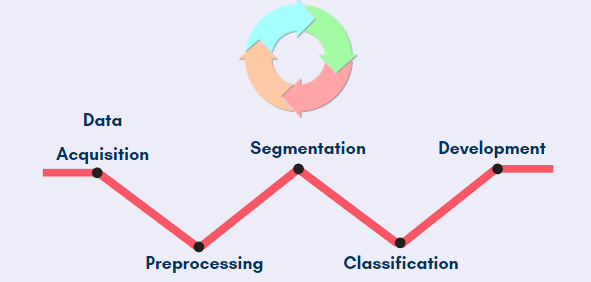 Data
Acquisition
Preprocessing
Segmentation
Classification
Development